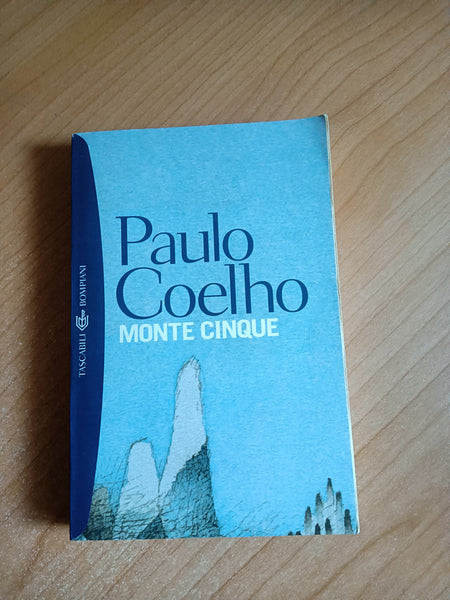 Paulo
Coelho
MONTE CINQUE
TASCABILI BOMPIANI